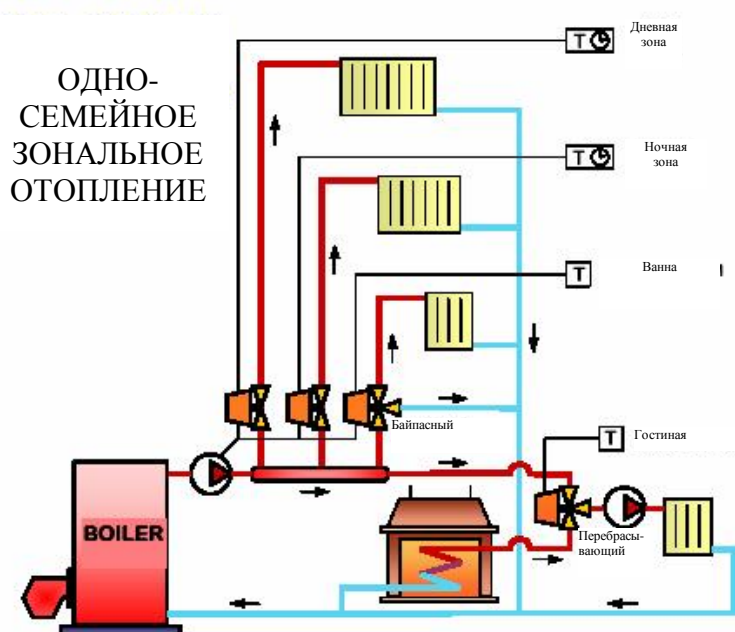 ОДНО-
СЕМЕЙНОЕ
ЗОНАЛЬНОЕ
ОТОПЛЕНИЕ
T
Дневная
зона
T
Ночная
зона
T
Ванна
Байпасный
T
Гостиная
BOILER
Перебрасы-
вающий